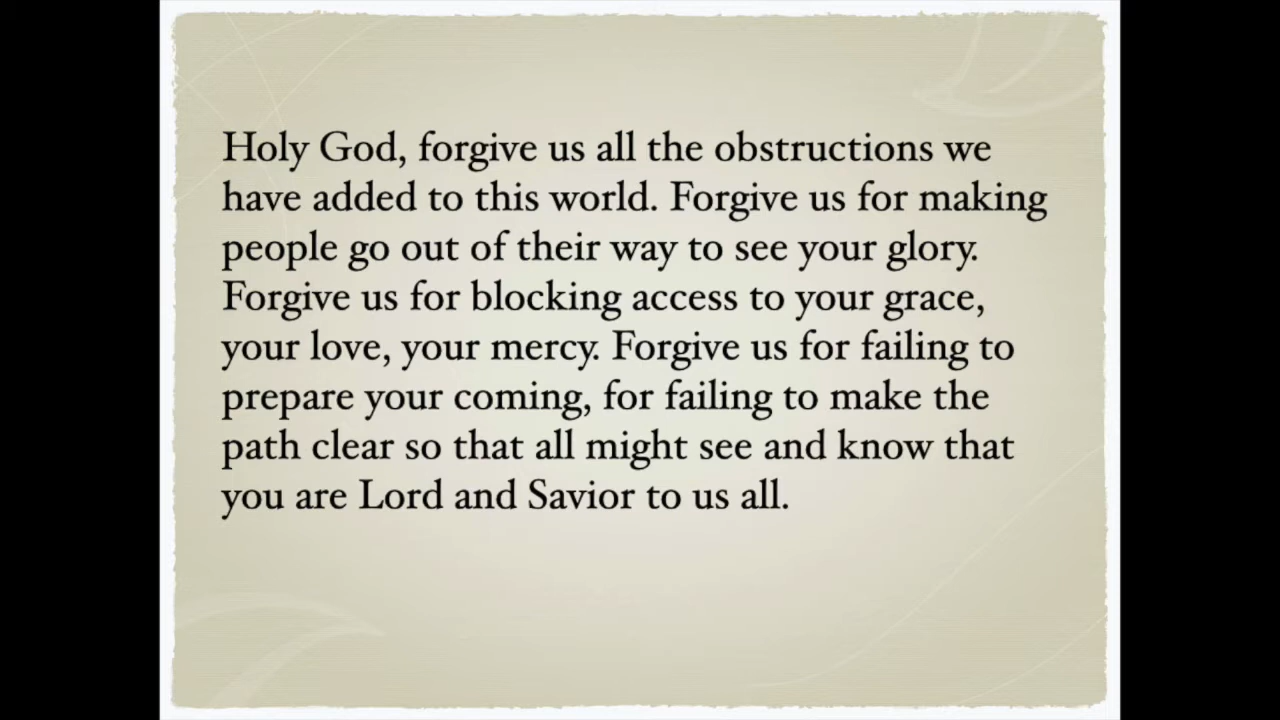 Holy God, forgive us all the obstructions we
have added to this world. Forgive us for making
people go out of their way to see your glory.
Forgive us for blocking access to your grace,
your love, your mercy. Forgive us for failing to
prepare your coming, for failing to make the
path clear so that all might see and know that
you are Lord and Savior to us all.